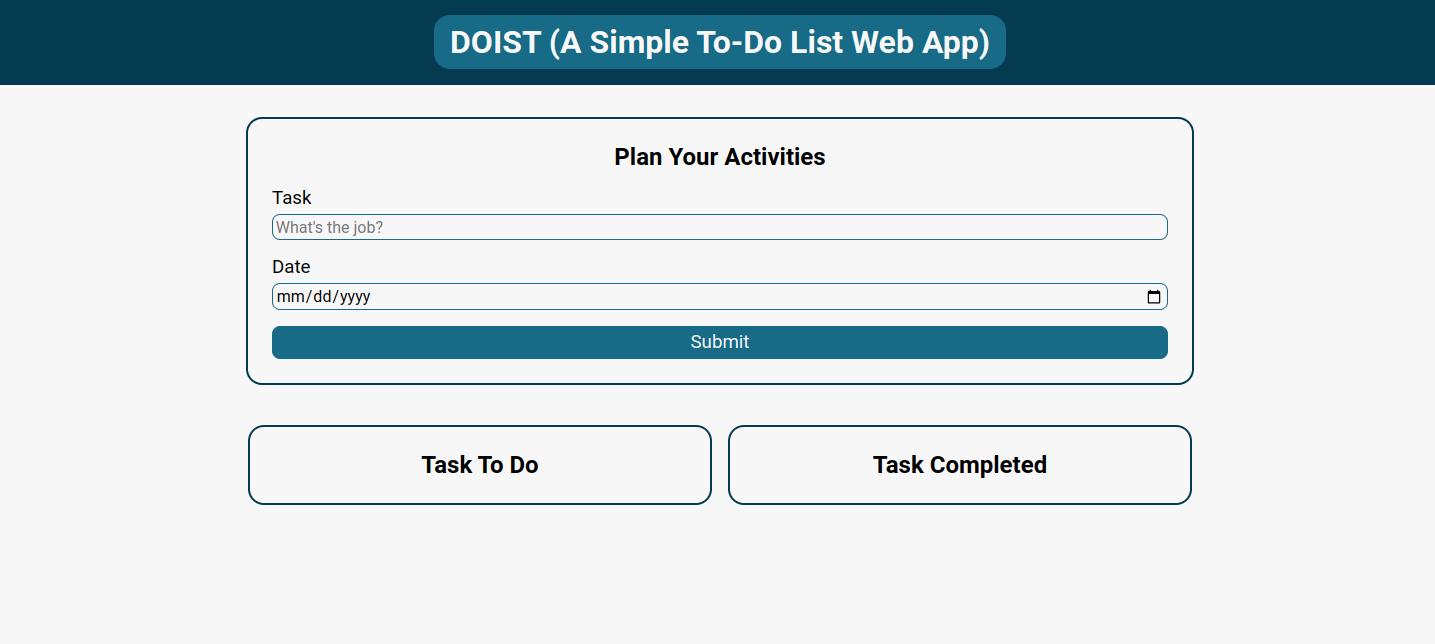 DOIST (A Simple To-Do List Web App)
Plan Your Activities
Task
What's the job?
Date
mm/dd/yyyy
Submit
Task To Do
Task Completed